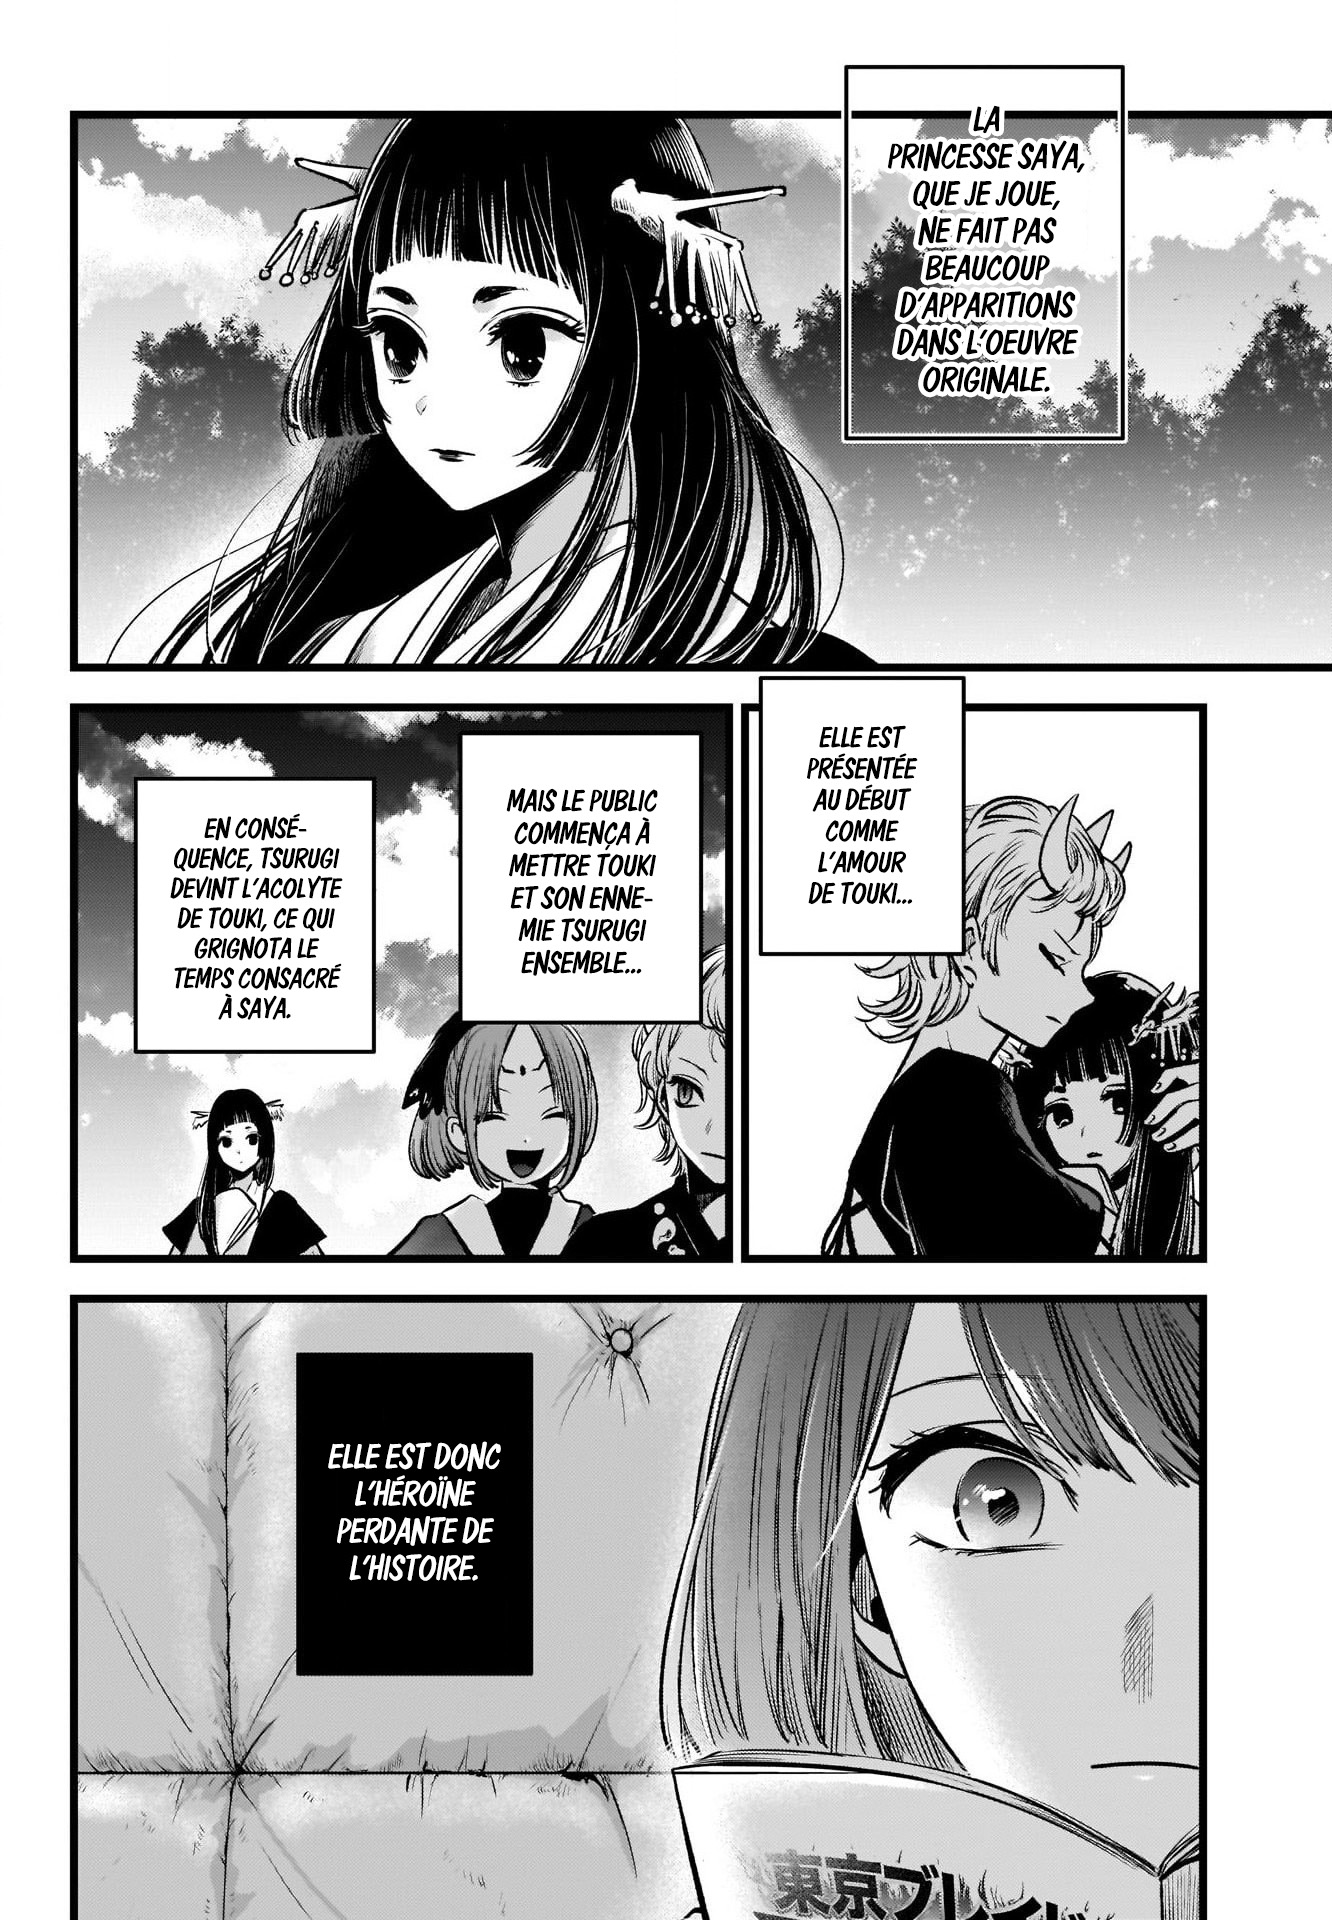 LA
PRINCESSE SAYA,
QUE JE JOUE,
NE FAIT PAS
BEAUCOUP
D'APPARITIONS
DANS L'OEUVRE
ORIGINALE.
ELLE EST
PRÉSENTÉE
AU DÉBUT
COMME
L'AMOUR
DE TOUKI...
MAIS LE PUBLIC
COMMENÇA À
METTRE TOUKI
ET SON ENNE-
MIE TSURUGI
ENSEMBLE...
EN CONSÉ-
QUENCE, TSURUGI
DEVINT L'ACOLYTE
DE TOUKI, CE QUI
GRIGNOTA LE
TEMPS CONSACRÉ
À SAYA.
ELLE EST DONC
L'HÉROÏNE
PERDANTE DE
L'HISTOIRE.
東京ブレイド